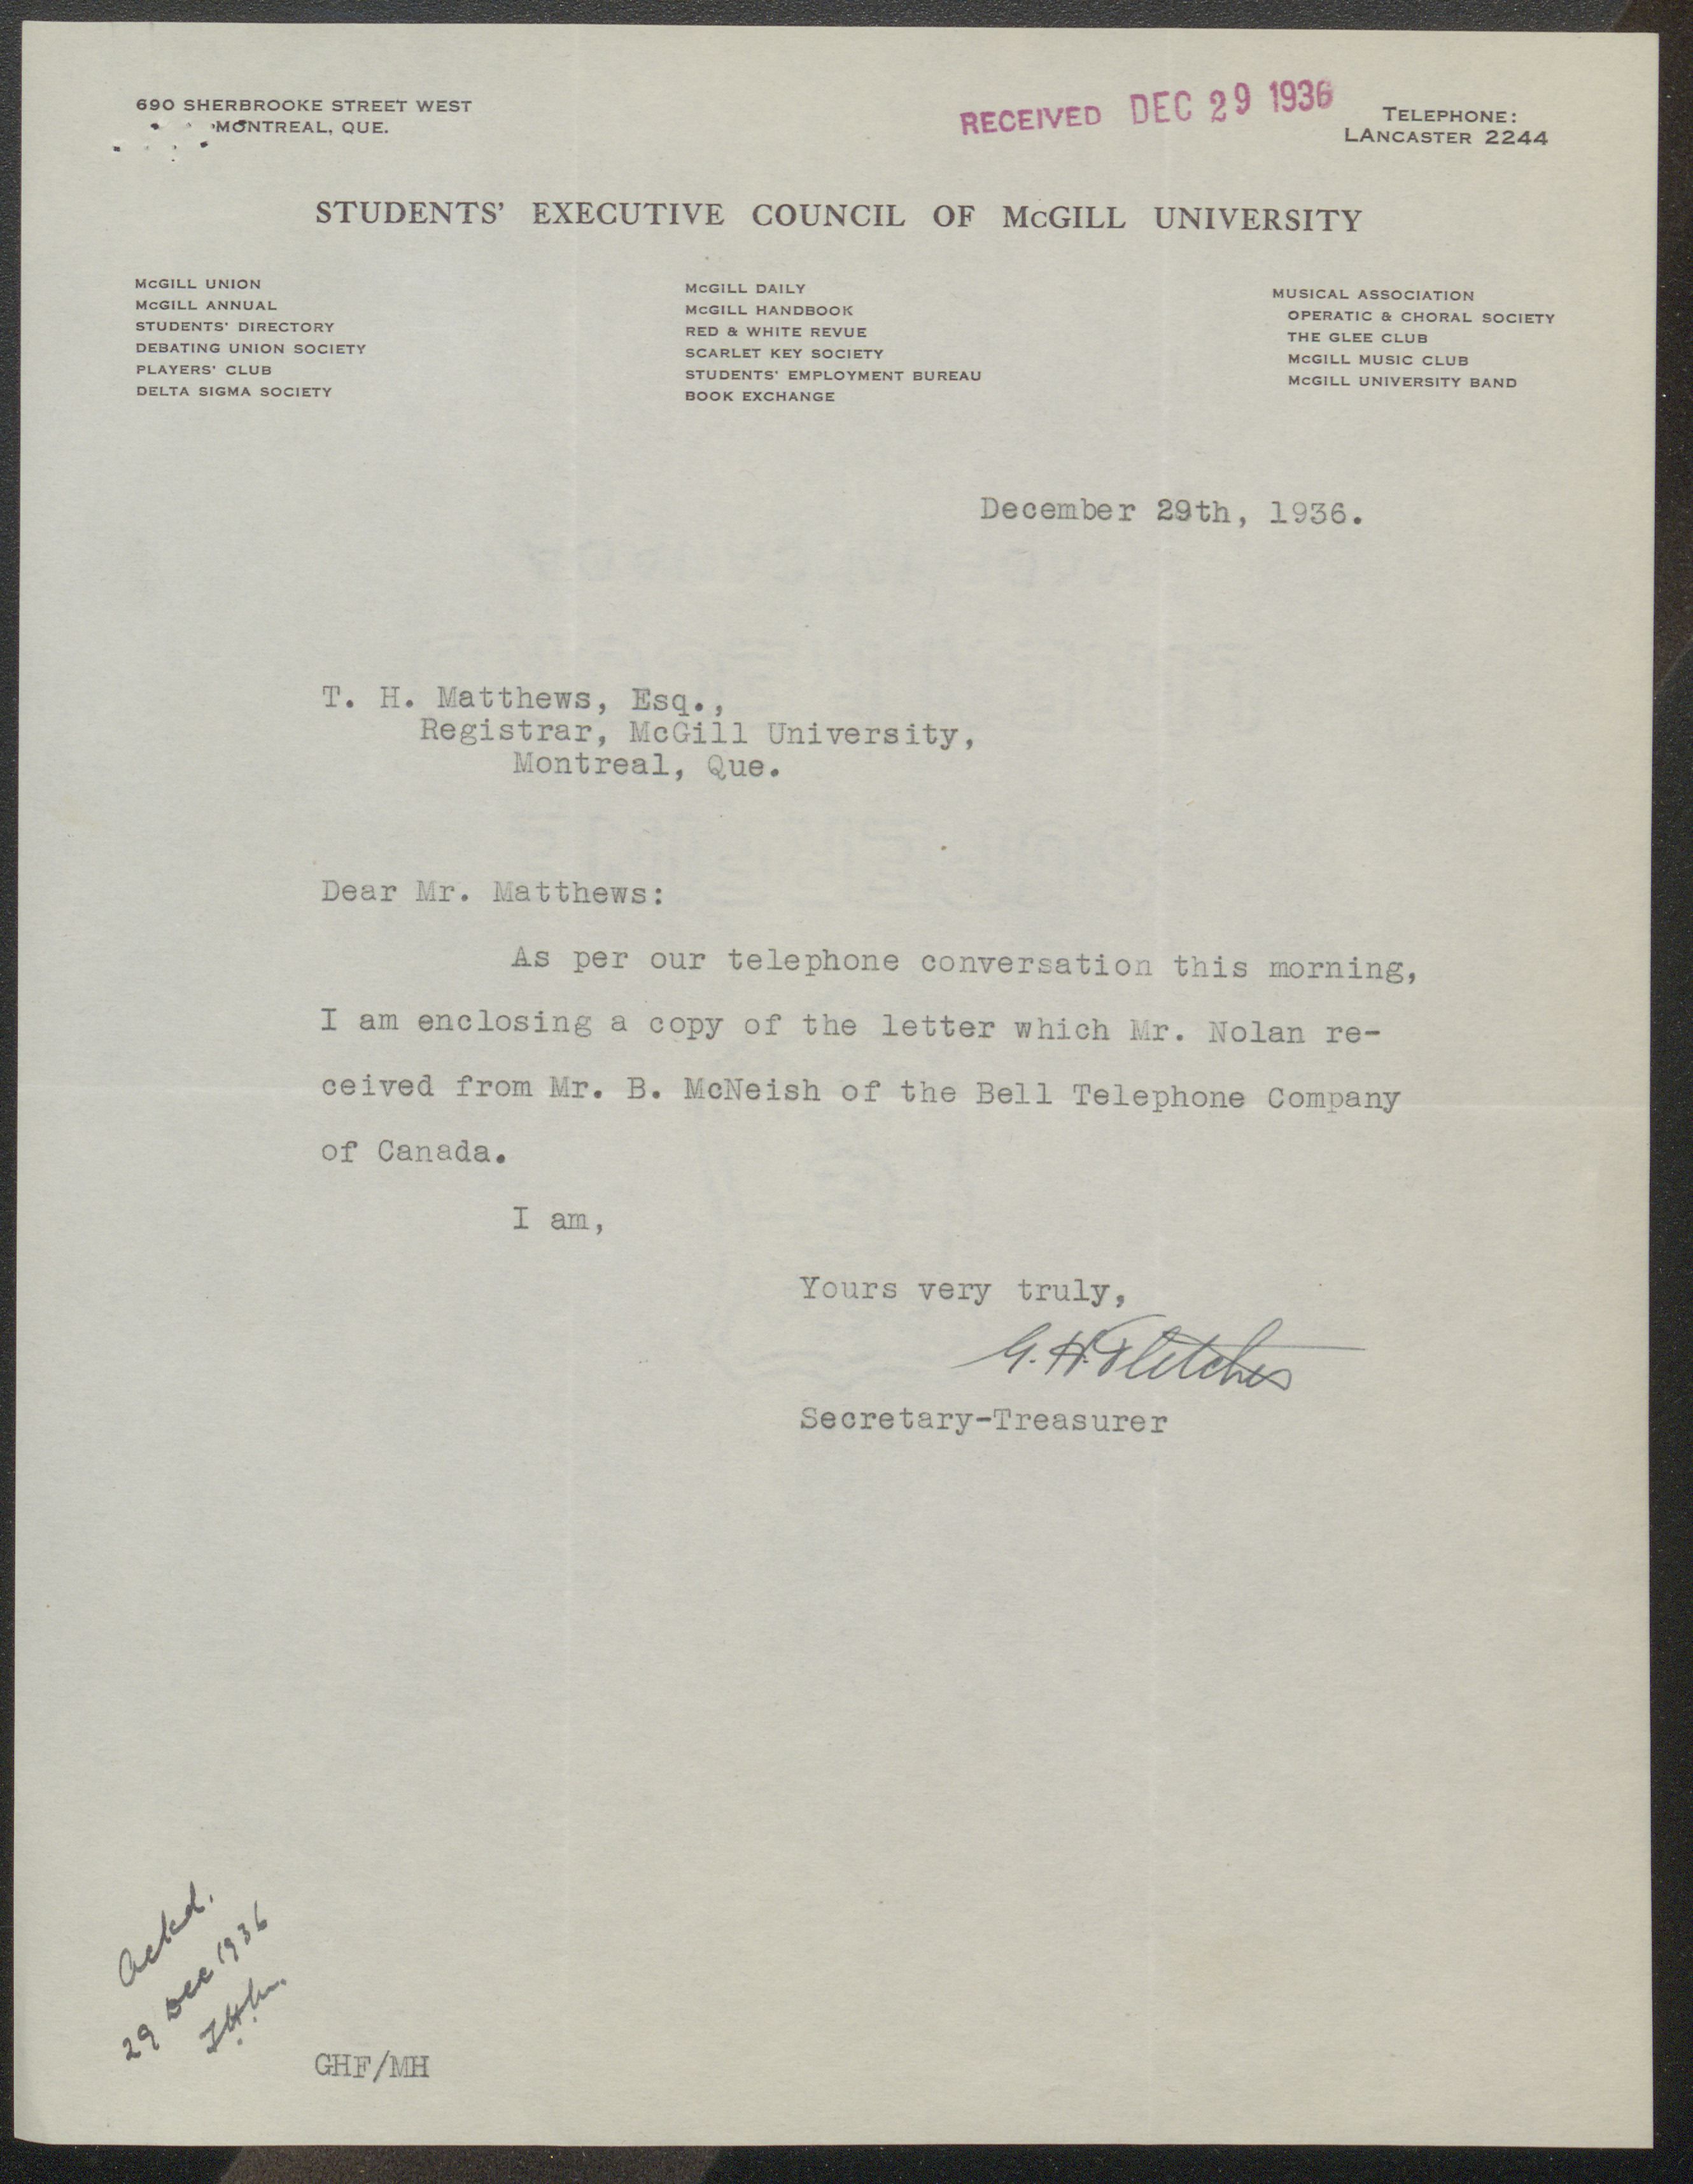 690 SHERBROOKE STREET WEST
MONTREAL, QUE.
RECEIVED DEC 29 1936
TELEPHONE:
LANCASTER 2244
STUDENTS' EXECUTIVE COUNCIL OF McGILL UNIVERSITY
McGILL UNION
McGILL ANNUAL
STUDENTS' DIRECTORY
DEBATING UNION SOCIETY
PLAYERS' CLUB
DELTA SIGMA SOCIETY
McGILL DAILY
McGILL HANDBOOK
RED & WHITE REVUE
SCARLET KEY SOCIETY
STUDENTS' EMPLOYMENT BUREAU
BOOK EXCHANGE
MUSICAL ASSOCIATION
OPERATIC & CHORAL SOCIETY
THE GLEE CLUB
McGILL MUSIC CLUB
McGILL UNIVERSITY BAND
December 29th, 1936.
T. H. Matthews, Esq.,
Registrar, McGill University,
Montreal, Que.
Dear Mr. Matthews:
As per our telephone conversation this morning,
I am enclosing a copy of the letter which Mr. Nolan re-
ceived from Mr. B. McNeish of the Bell Telephone Company
of Canada.
I am,
Yours very truly,
G. H. Fletcher
Secretary-Treasurer
Ackd.
29 Dec 1936
GHF/MH